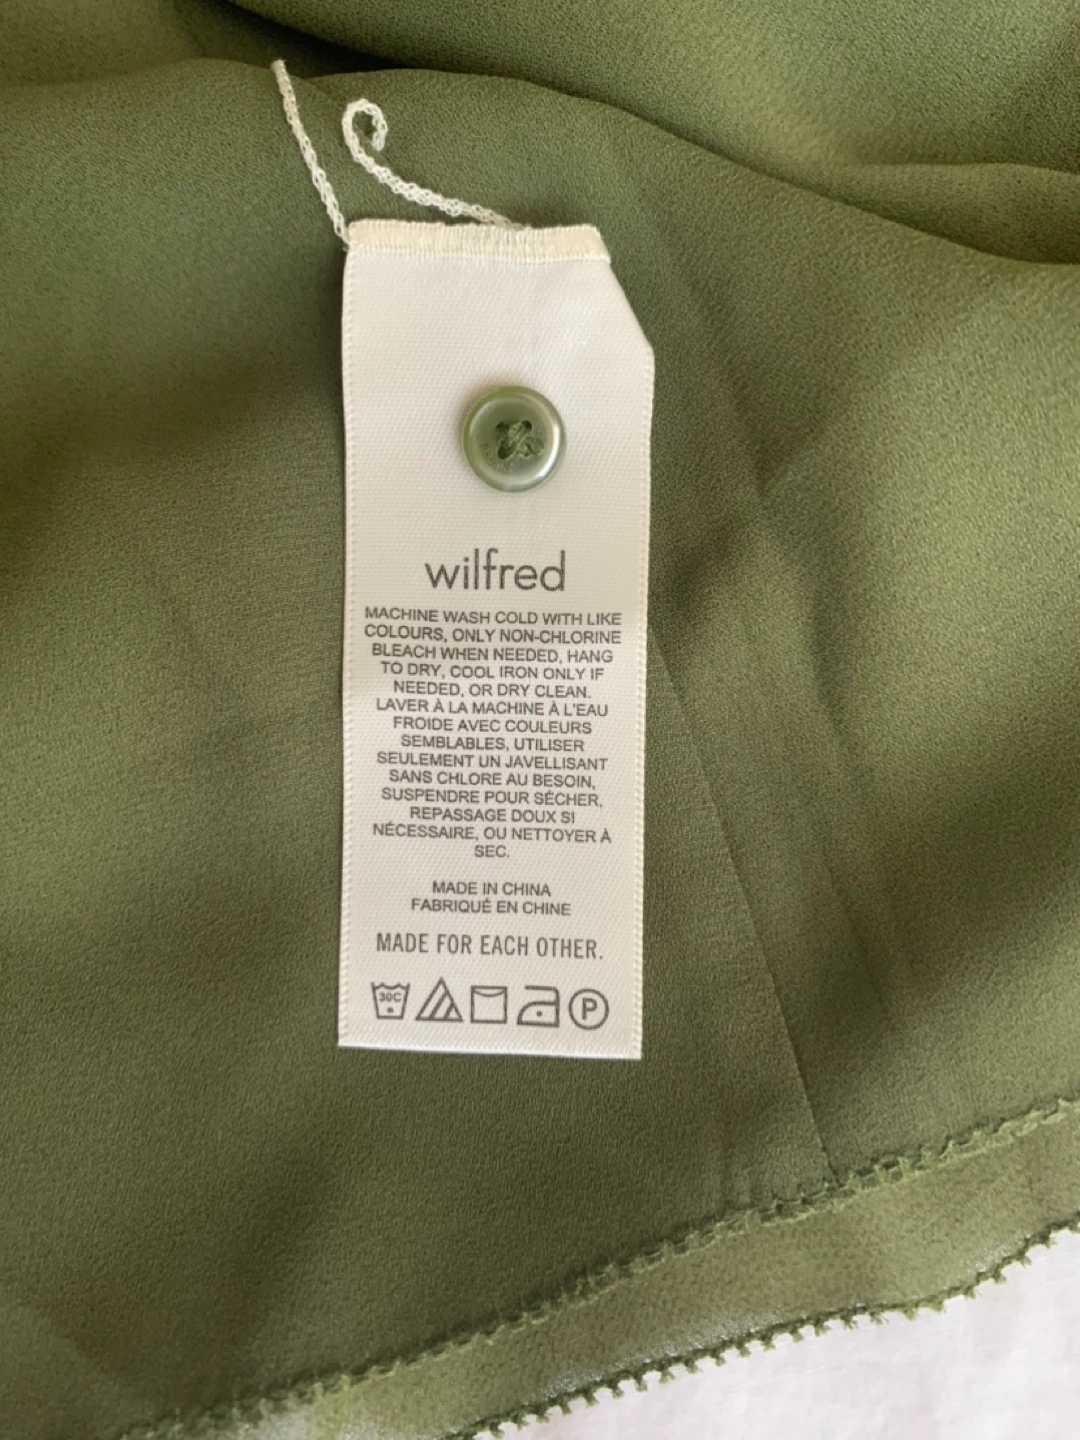 wilfred
MACHINE WASH COLD WITH LIKE
COLOURS, ONLY NON-CHLORINE
BLEACH WHEN NEEDED, HANG
TO DRY, COOL IRON ONLY IF
NEEDED, OR DRY CLEAN.
LAVER À LA MACHINE À L'EAU
FROIDE AVEC COULEURS
SEMBLABLES, UTILISER
SEULEMENT UN JAVELLISANT
SANS CHLORE AU BESOIN,
SUSPENDRE POUR SÉCHER,
REPASSAGE DOUX SI
NÉCESSAIRE, OU NETTOYER À
SEC.
MADE IN CHINA
FABRIQUÉ EN CHINE
MADE FOR EACH OTHER.
30C P